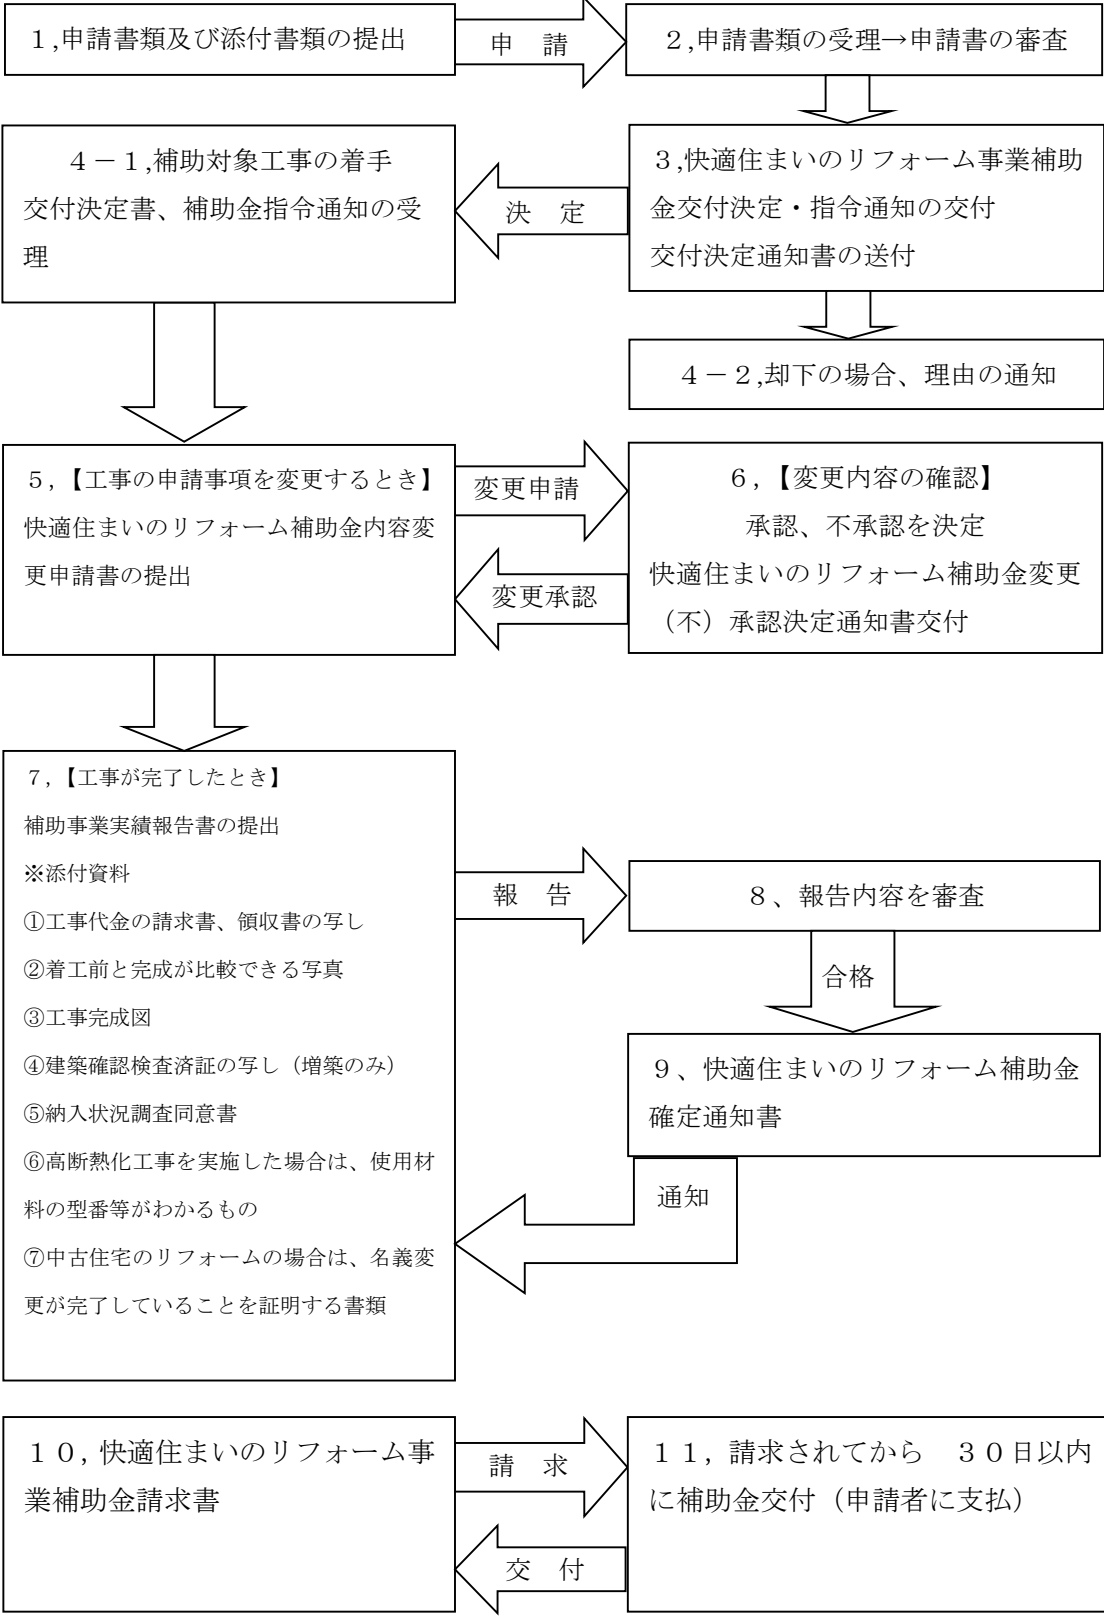 １,申請書類及び添付書類の提出
申　請
２,申請書類の受理→申請書の審査
４－１,補助対象工事の着手
交付決定書、補助金指令通知の受
理
決　定
３,快適住まいのリフォーム事業補助
金交付決定・指令通知の交付
交付決定通知書の送付
４－２,却下の場合、理由の通知
５,【工事の申請事項を変更するとき】
快適住まいのリフォーム補助金内容変
更申請書の提出
変更申請
変更承認
６,【変更内容の確認】
承認、不承認を決定
快適住まいのリフォーム補助金変更
（不）承認決定通知書交付
７,【工事が完了したとき】
補助事業実績報告書の提出
※添付資料
①工事代金の請求書、領収書の写し
②着工前と完成が比較できる写真
③工事完成図
④建築確認検査済証の写し（増築のみ）
⑤納入状況調査同意書
⑥高断熱化工事を実施した場合は、使用材
料の型番等がわかるもの
⑦中古住宅のリフォームの場合は、名義変
更が完了していることを証明する書類
報　告
８、報告内容を審査
合格
９、快適住まいのリフォーム補助金
確定通知書
通知
１０,快適住まいのリフォーム事
業補助金請求書
請　求
交　付
１１,請求されてから　３０日以内
に補助金交付（申請者に支払）